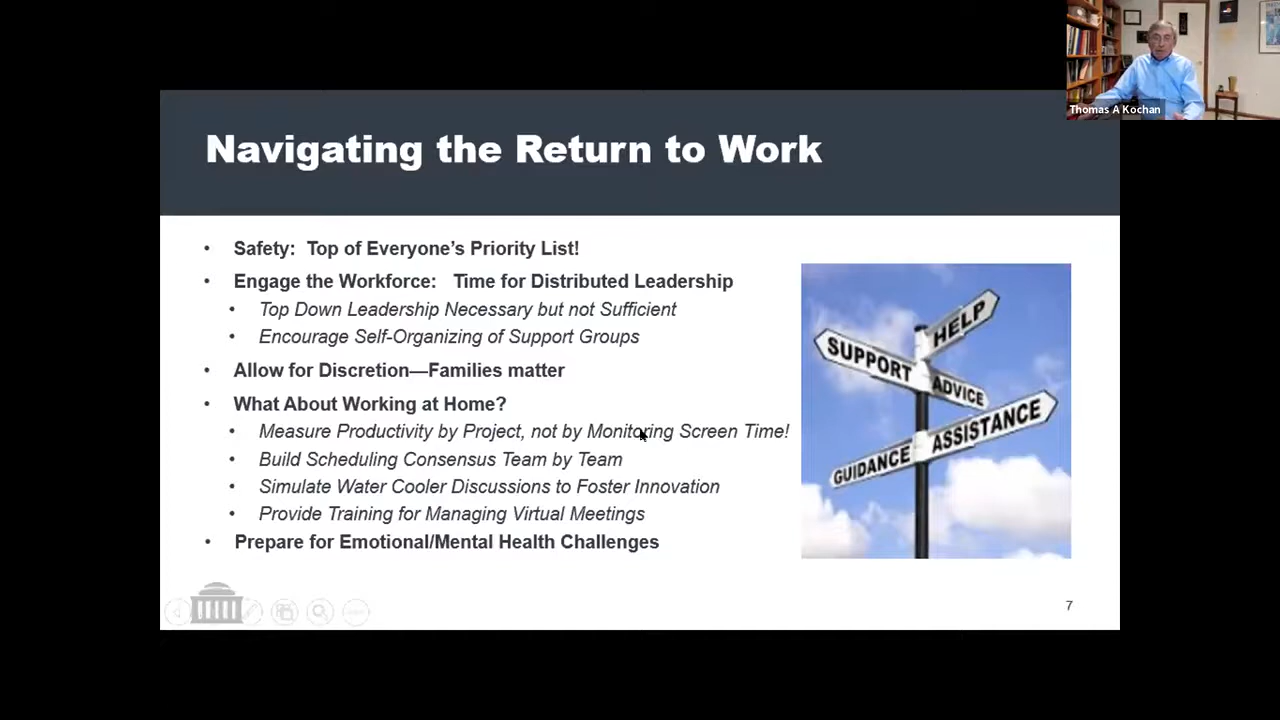 Thomas A Kochan
Navigating the Return to Work
• Safety: Top of Everyone's Priority List!
• Engage the Workforce: Time for Distributed Leadership
• Top Down Leadership Necessary but not Sufficient
• Encourage Self-Organizing of Support Groups
• Allow for Discretion—Families matter
• What About Working at Home?
• Measure Productivity by Project, not by Monitoring Screen Time!
• Build Scheduling Consensus Team by Team
• Simulate Water Cooler Discussions to Foster Innovation
• Provide Training for Managing Virtual Meetings
• Prepare for Emotional/Mental Health Challenges
HELP
SUPPORT
ADVICE
ASSISTANCE
GUIDANCE
7